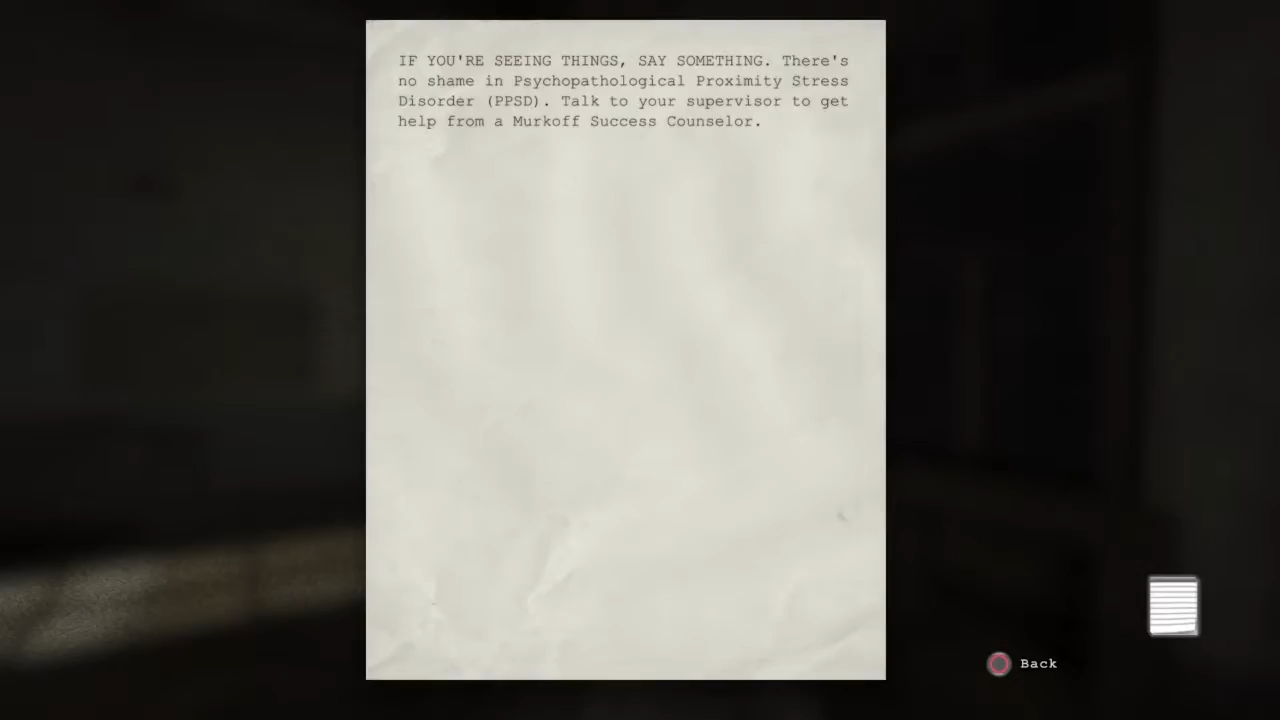 IF YOU'RE SEEING THINGS, SAY SOMETHING. There's
no shame in Psychopathological Proximity Stress
Disorder (PPSD). Talk to your supervisor to get
help from a Murkoff Success Counselor.
Back